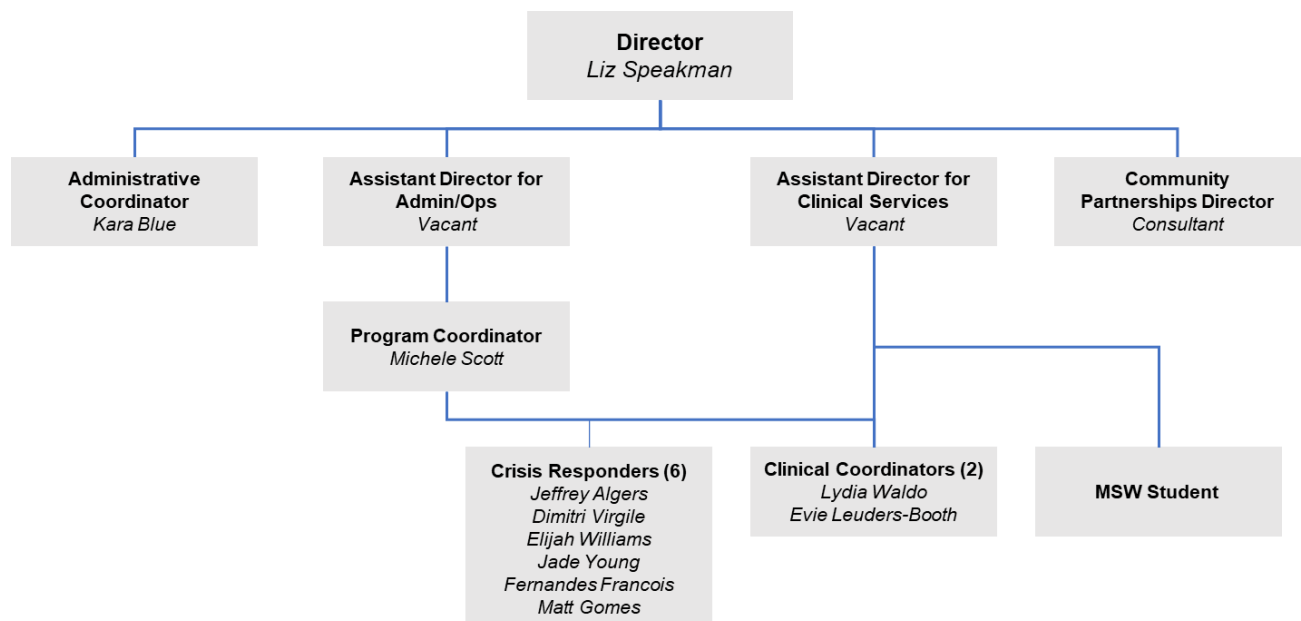 Director
Liz Speakman
Administrative
Coordinator
Kara Blue
Assistant Director for
Admin/Ops
Vacant
Assistant Director for
Clinical Services
Vacant
Community
Partnerships Director
Consultant
Program Coordinator
Michele Scott
Crisis Responders (6)
Jeffrey Algers
Dimitri Virgile
Elijah Williams
Jade Young
Fernandes Francois
Matt Gomes
Clinical Coordinators (2)
Lydia Waldo
Evie Leuders-Booth
MSW Student